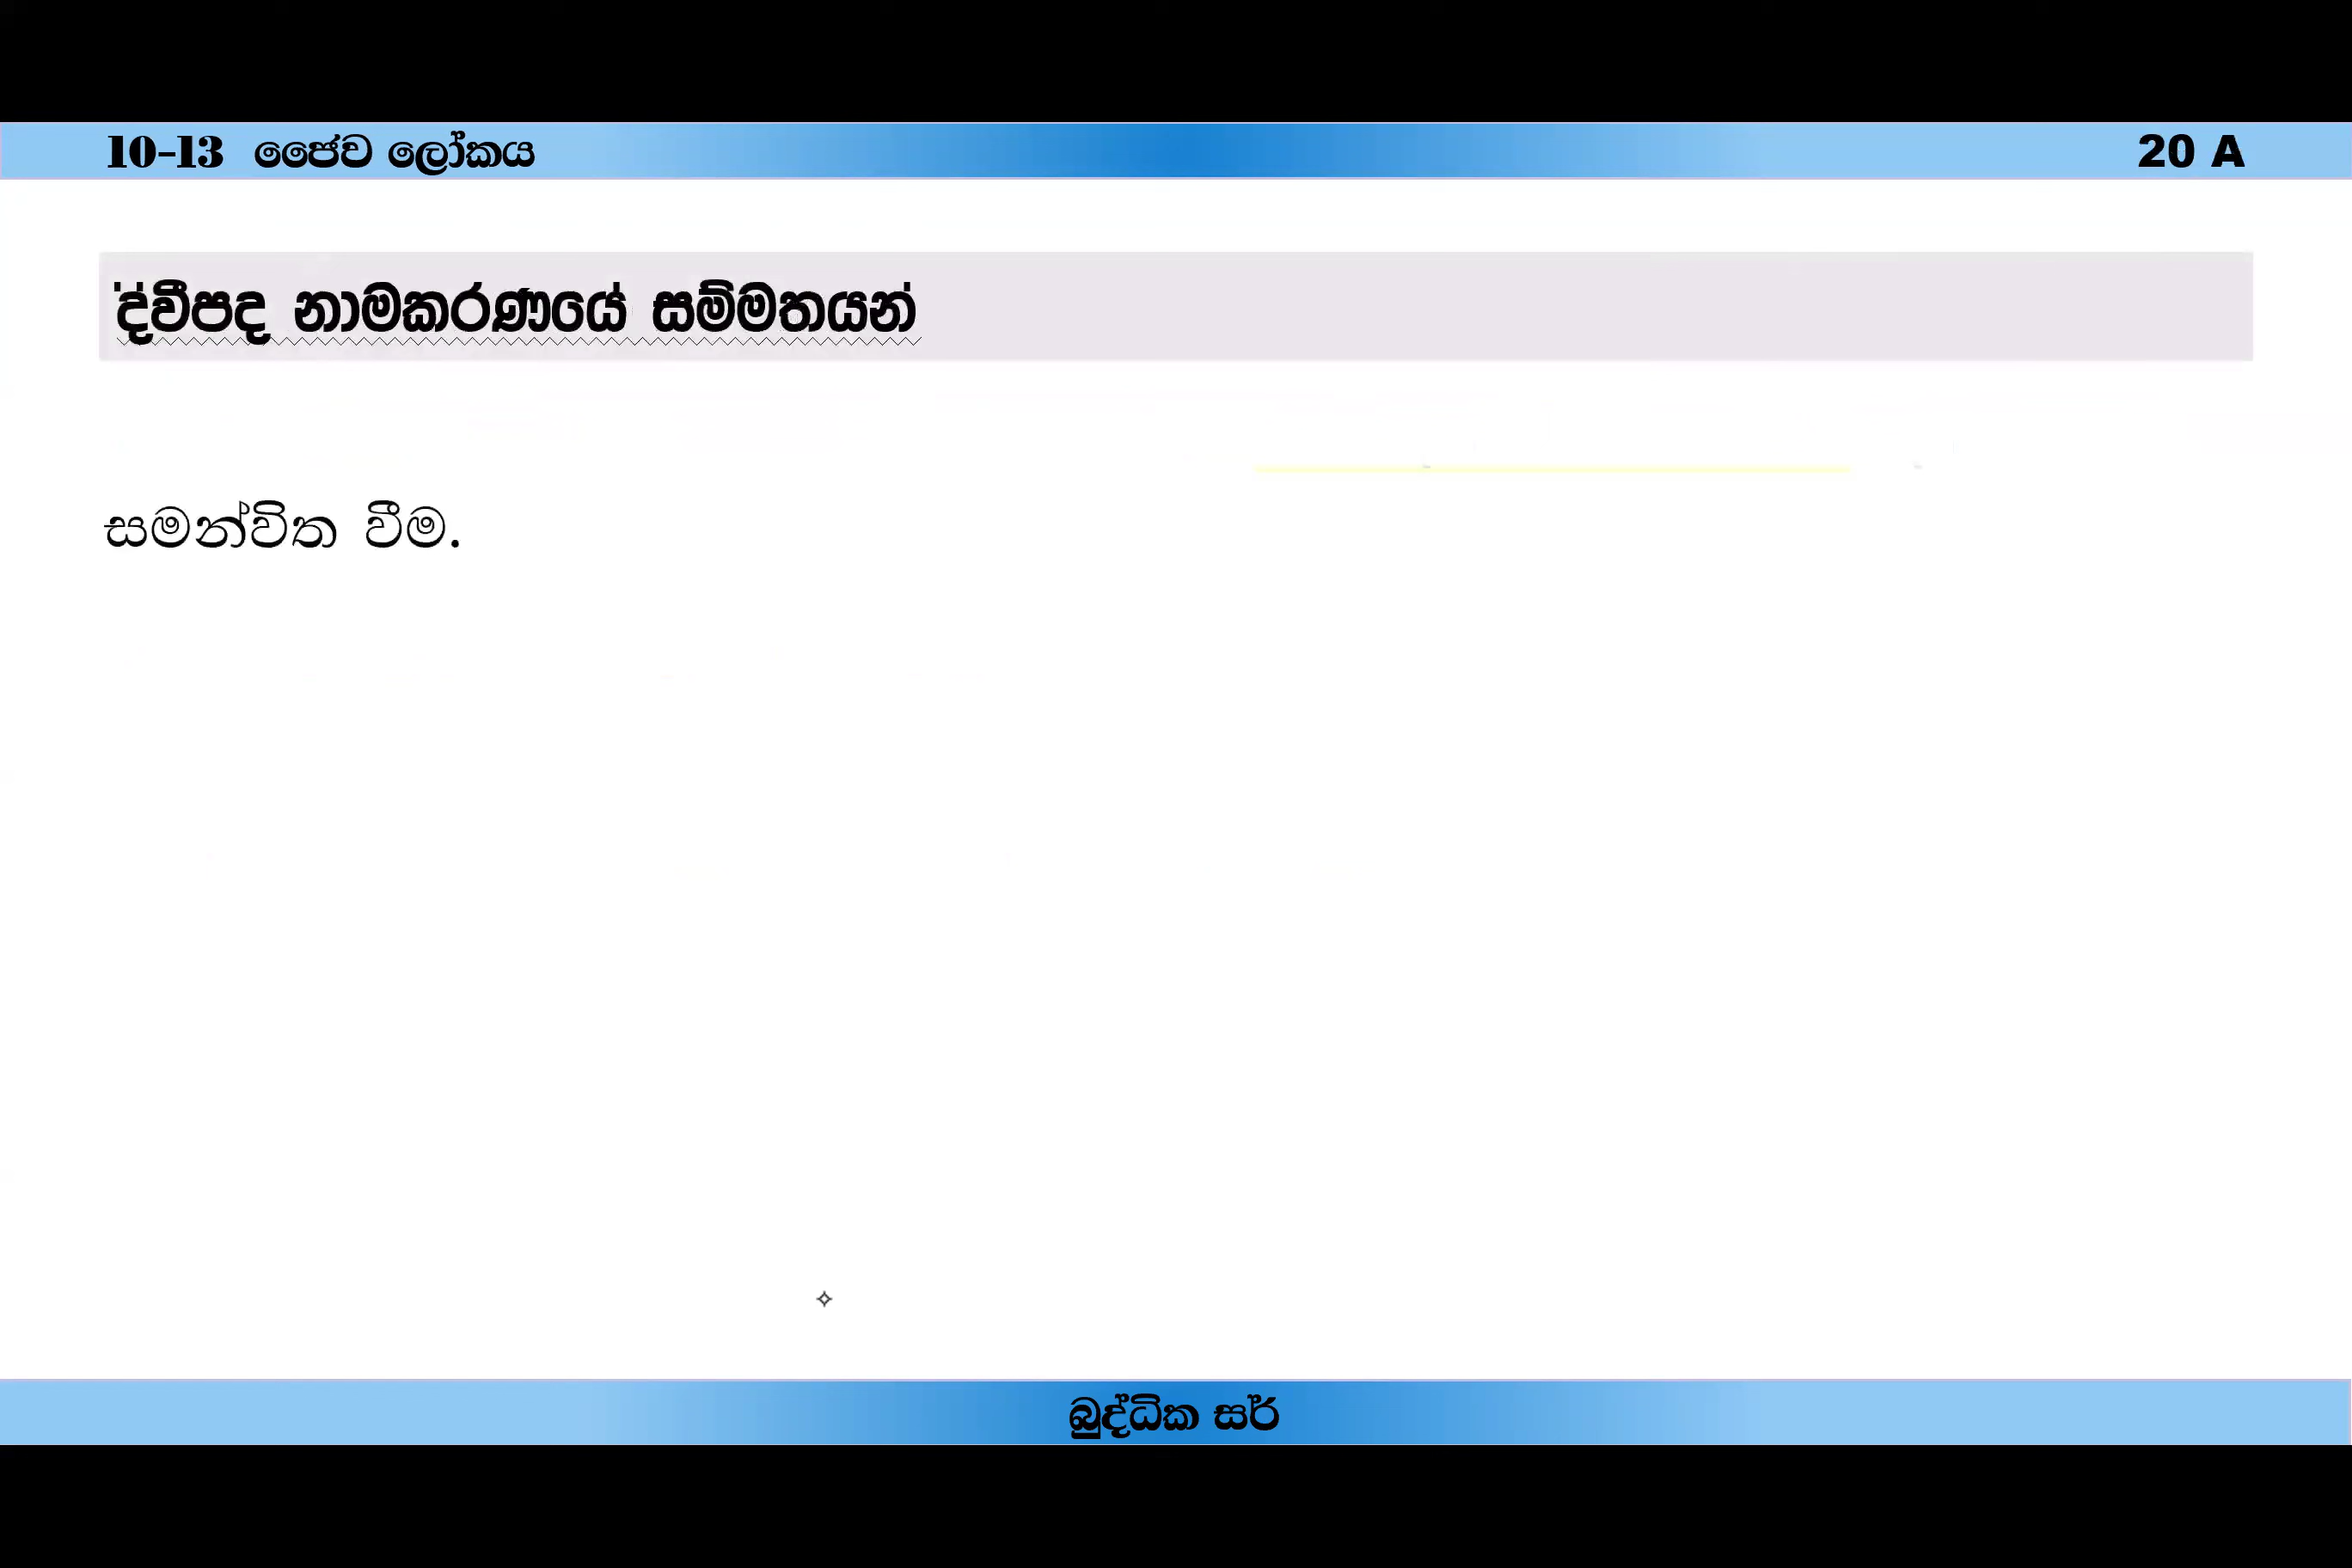 10-13 ජෛව ලෝකය
20 A
ද්වීපද නාමකරණයේ සම්මතයන්
සමන්විත වීම.
බුද්ධික සර්